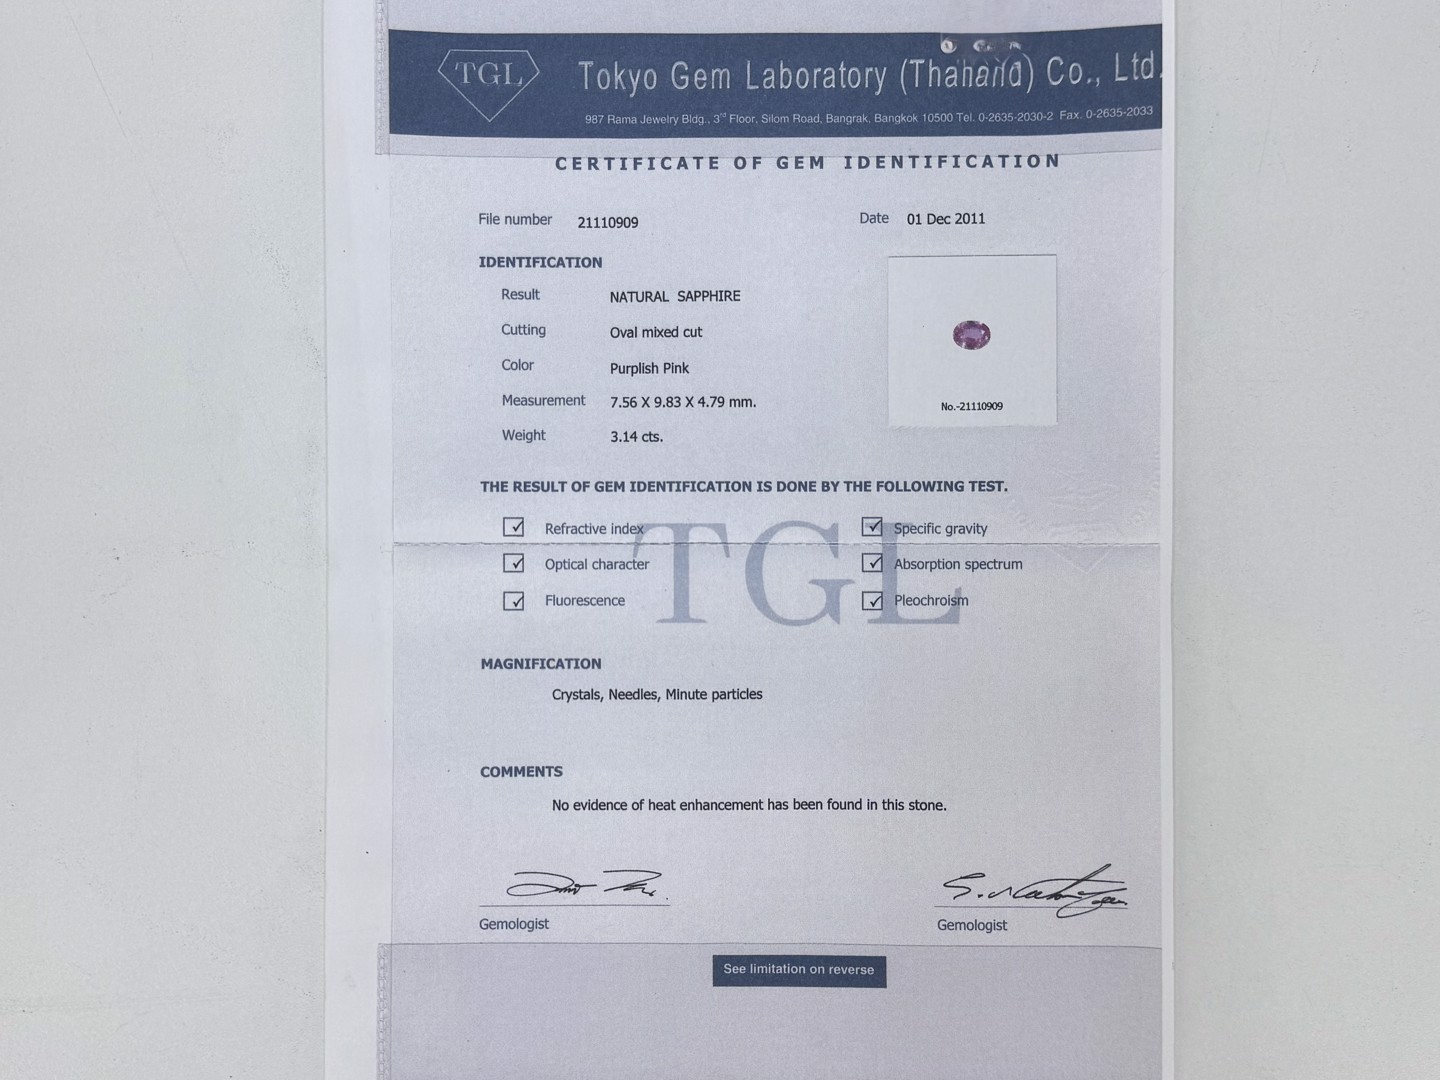 TGL
Tokyo Gem Laboratory (Thailand) Co., Ltd.
987 Rama Jewelry Bldg., 3rd Floor, Silom Road, Bangrak, Bangkok 10500 Tel. 0-2635-2030-2 Fax. 0-2635-2033
CERTIFICATE OF GEM IDENTIFICATION
File number 21110909 Date 01 Dec 2011
IDENTIFICATION
Result NATURAL SAPPHIRE
Cutting Oval mixed cut
Color Purplish Pink
Measurement 7.56 X 9.83 X 4.79 mm.
Weight 3.14 cts.
No.-21110909
THE RESULT OF GEM IDENTIFICATION IS DONE BY THE FOLLOWING TEST.
Refractive index Specific gravity
Optical character Absorption spectrum
Fluorescence Pleochroism
TGL
MAGNIFICATION
Crystals, Needles, Minute particles
COMMENTS
No evidence of heat enhancement has been found in this stone.
Gemologist Gemologist
See limitation on reverse